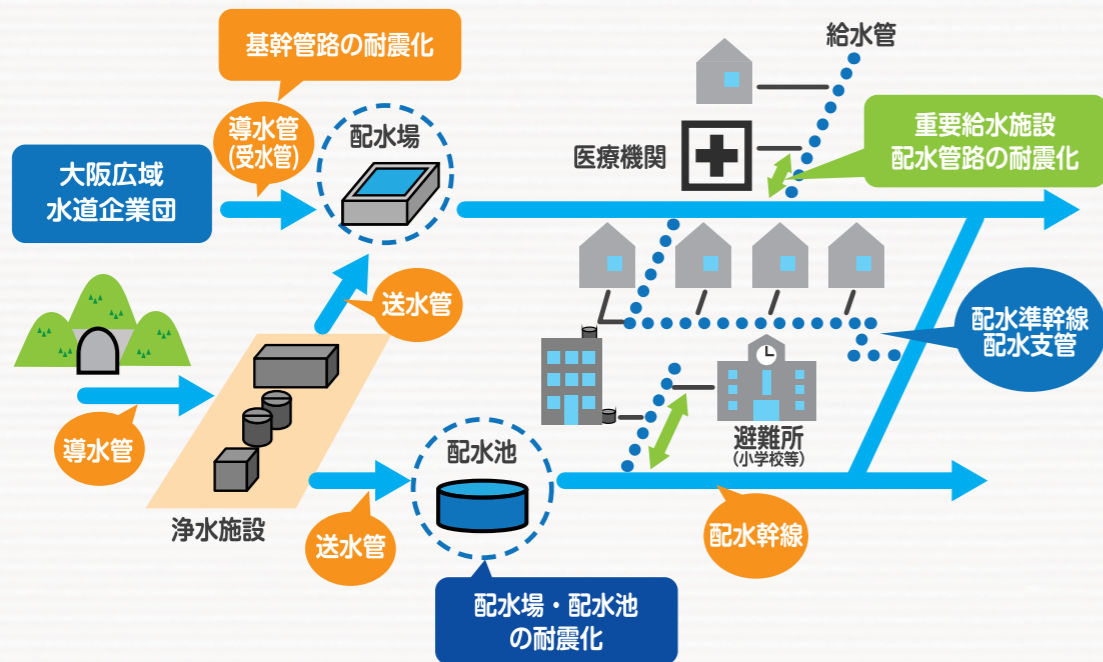 基幹管路の耐震化
導水管
(受水管)
配水場
給水管
医療機関
重要給水施設
配水管路の耐震化
大阪広域
水道企業団
送水管
配水準幹線
配水支管
導水管
配水池
避難所
(小学校等)
浄水施設
送水管
配水幹線
配水場・配水池
の耐震化